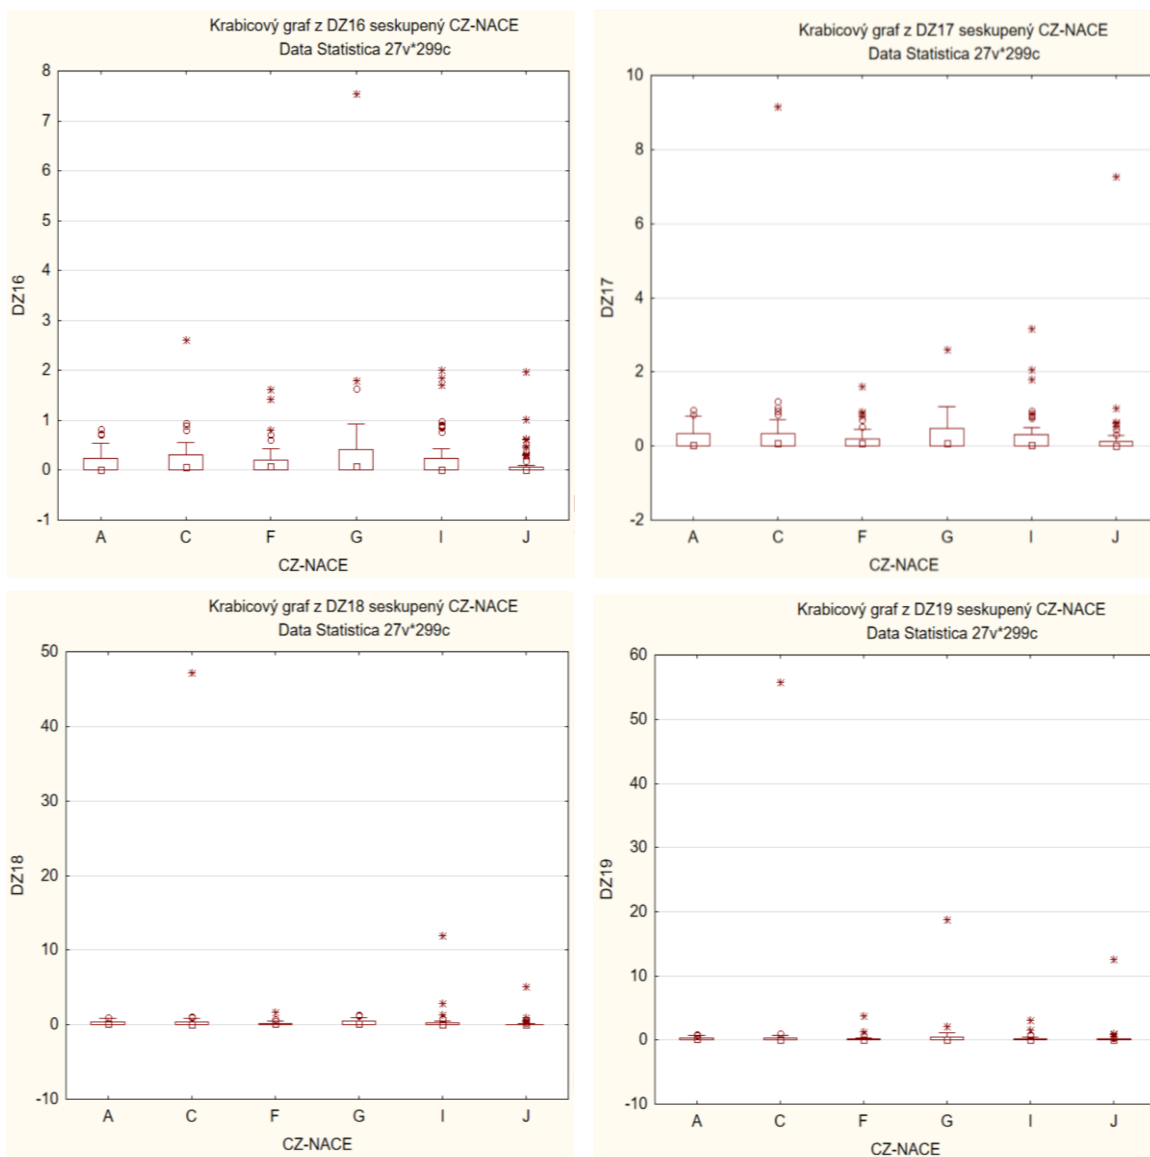 Krabicový graf z DZ16 seskupený CZ-NACE
Data Statistica 27v*299c
8
7
6
5
4
3
2
1
0
-1
DZ16
A C F G I J
CZ-NACE
Krabicový graf z DZ17 seskupený CZ-NACE
Data Statistica 27v*299c
10
8
6
4
2
0
-2
DZ17
A C F G I J
CZ-NACE
Krabicový graf z DZ18 seskupený CZ-NACE
Data Statistica 27v*299c
50
40
30
20
10
0
-10
DZ18
A C F G I J
CZ-NACE
Krabicový graf z DZ19 seskupený CZ-NACE
Data Statistica 27v*299c
60
50
40
30
20
10
0
-10
DZ19
A C F G I J
CZ-NACE